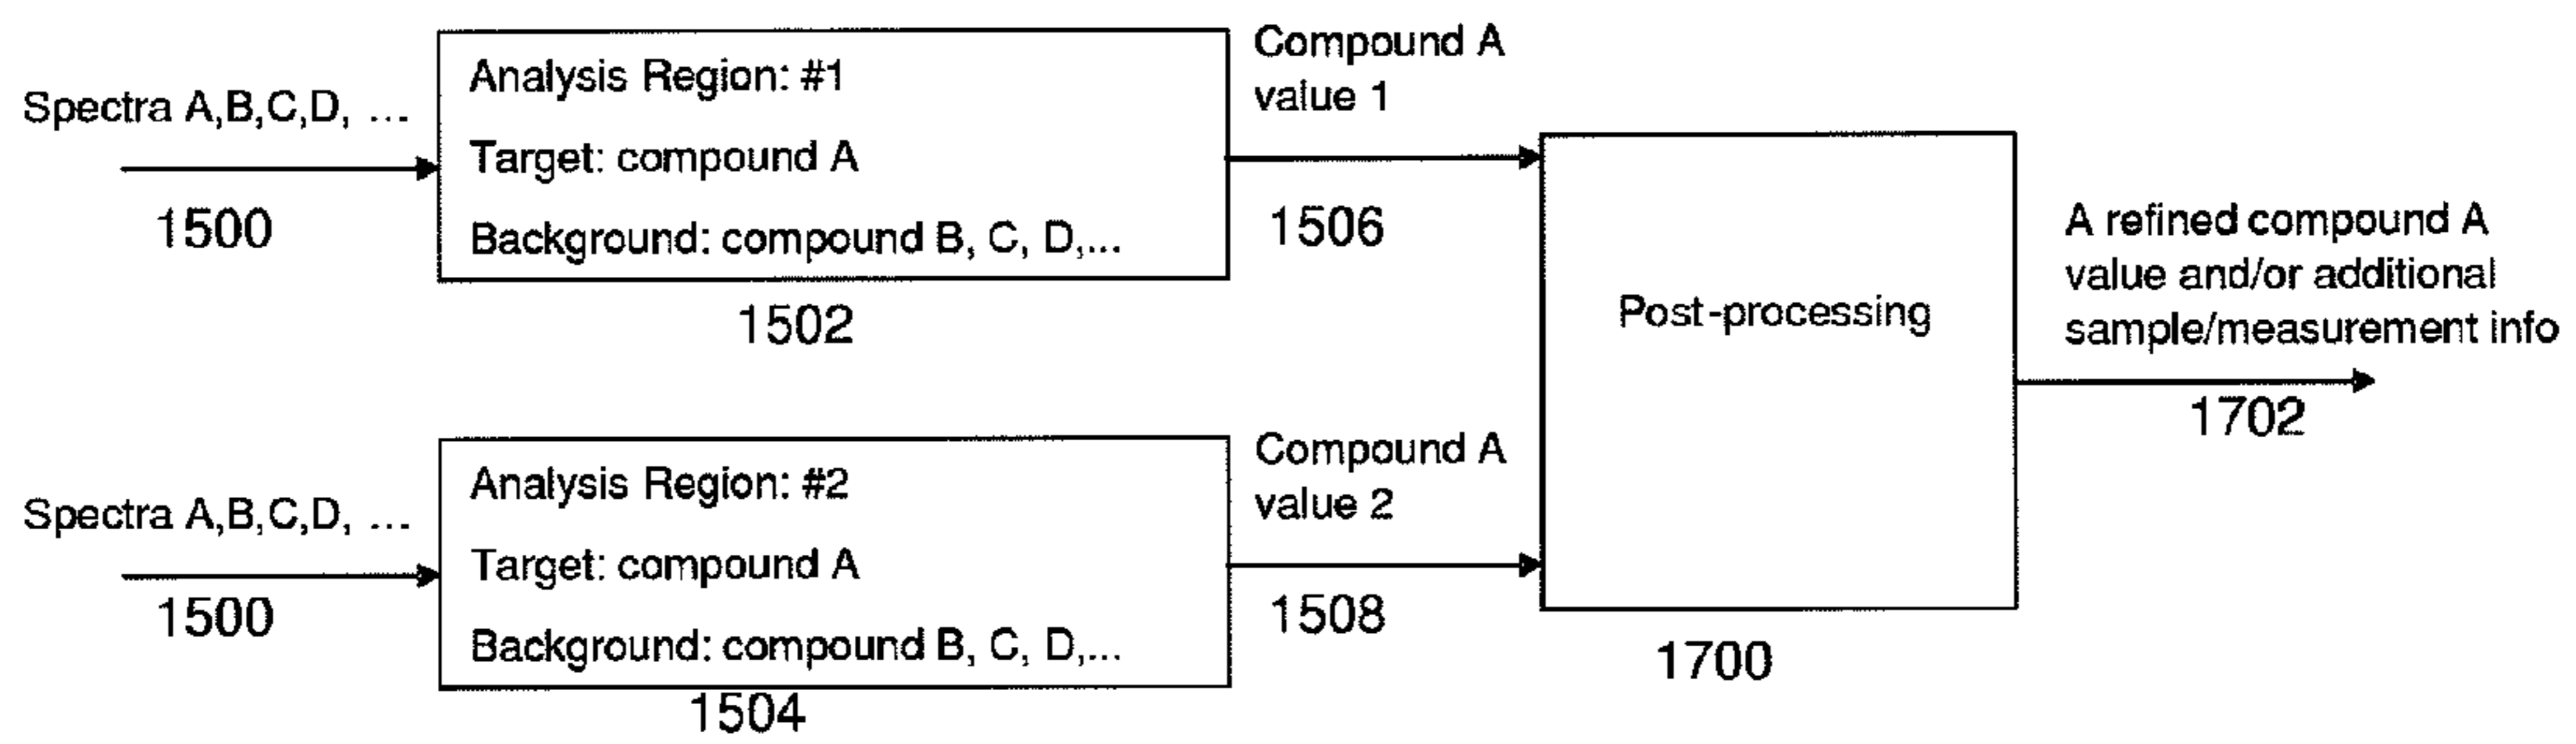 Spectra A,B,C,D, ...
1500
Analysis Region: #1
Target: compound A
Background: compound B, C, D,...
1502
Compound A
value 1
1506
Spectra A,B,C,D, ...
1500
Analysis Region: #2
Target: compound A
Background: compound B, C, D,...
1504
Compound A
value 2
1508
Post-processing
1700
A refined compound A
value and/or additional
sample/measurement info
1702